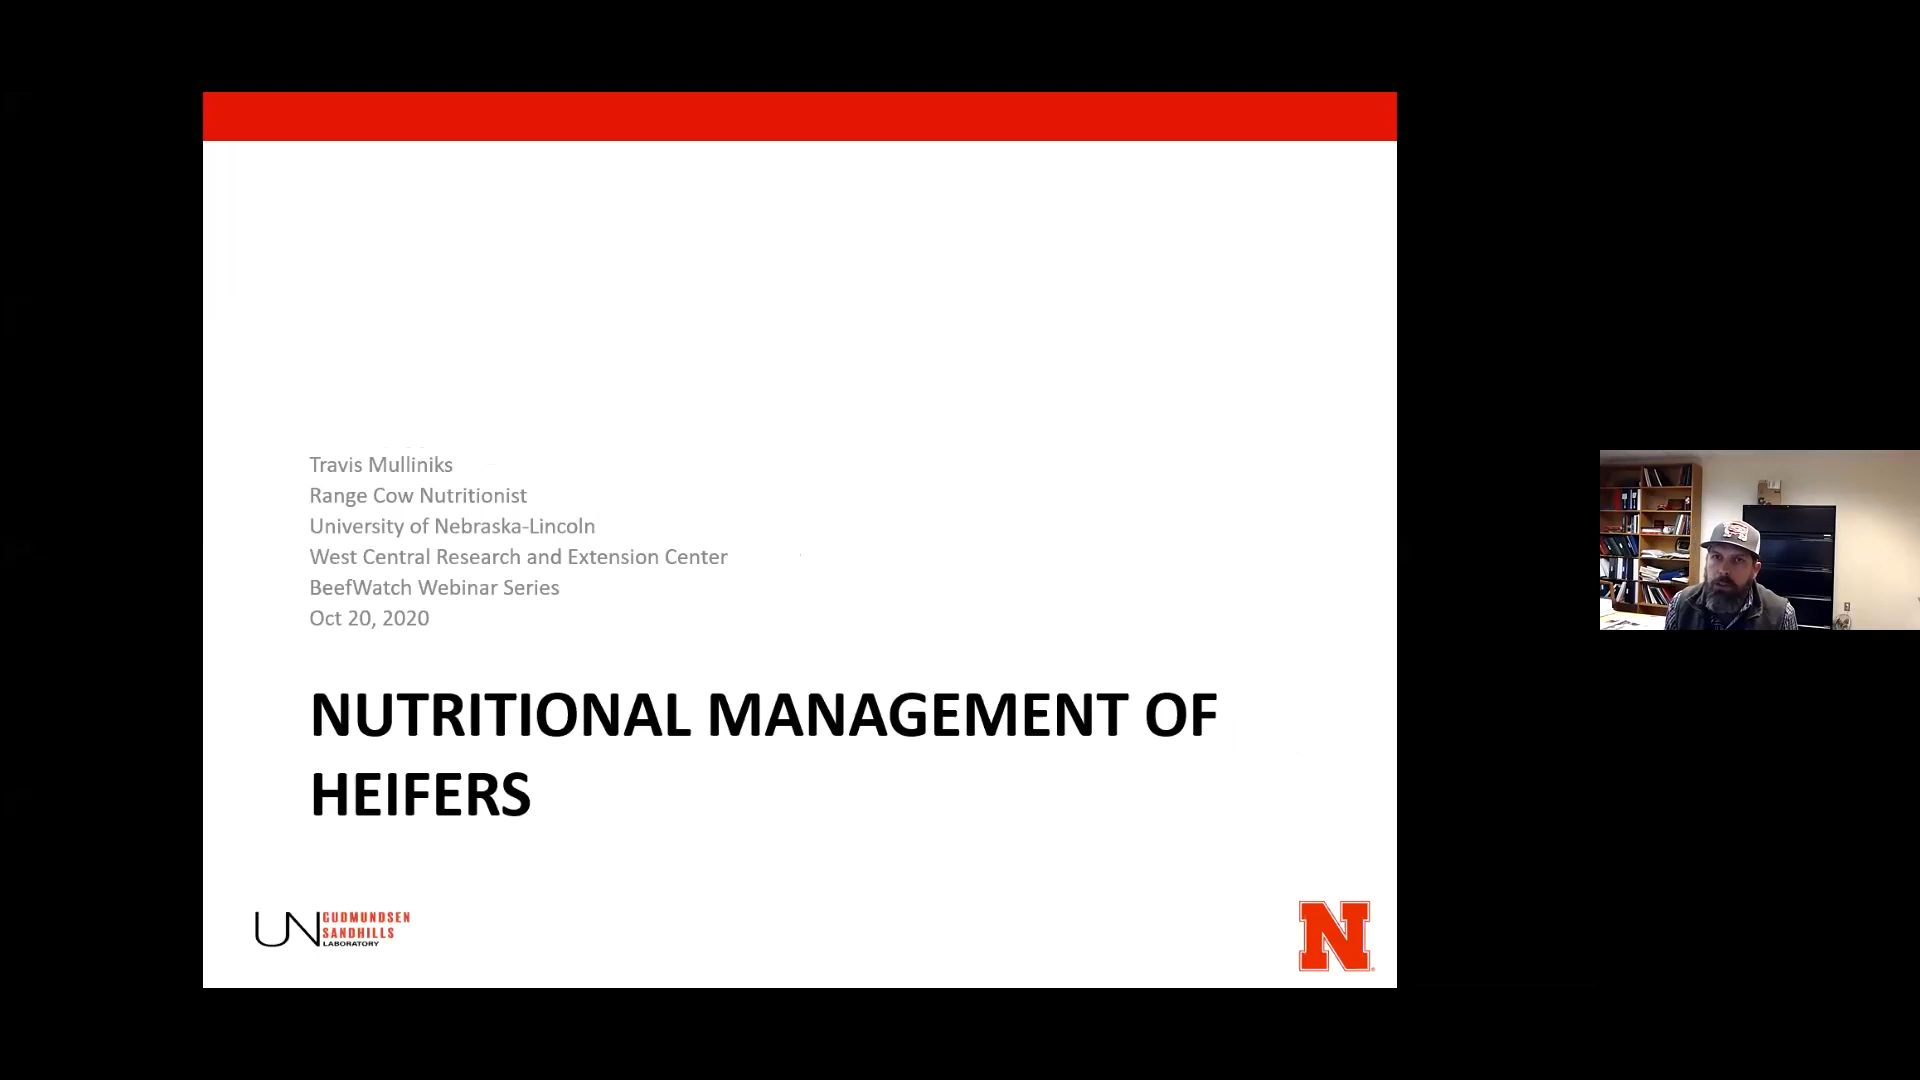 Travis Mulliniks
Range Cow Nutritionist
University of Nebraska-Lincoln
West Central Research and Extension Center
BeefWatch Webinar Series
Oct 20, 2020
NUTRITIONAL MANAGEMENT OF
HEIFERS
UN GUDMUNDSEN
SANDHILLS
LABORATORY
N